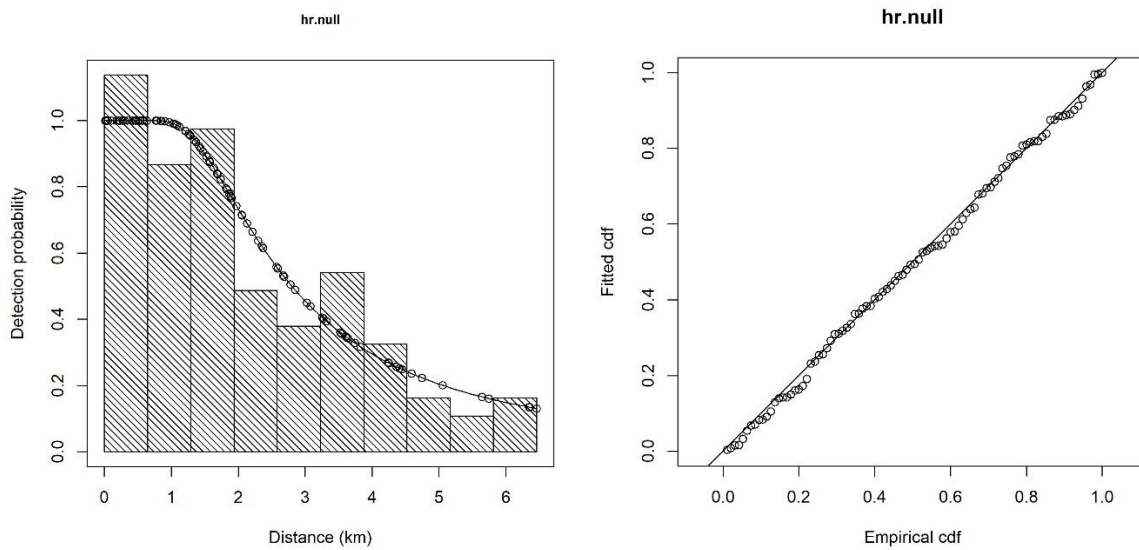 hr.null
Detection probability
1.0
0.8
0.6
0.4
0.2
0.0
0 1 2 3 4 5 6
Distance (km)
hr.null
Fitted cdf
1.0
0.8
0.6
0.4
0.2
0.0
0.0 0.2 0.4 0.6 0.8 1.0
Empirical cdf